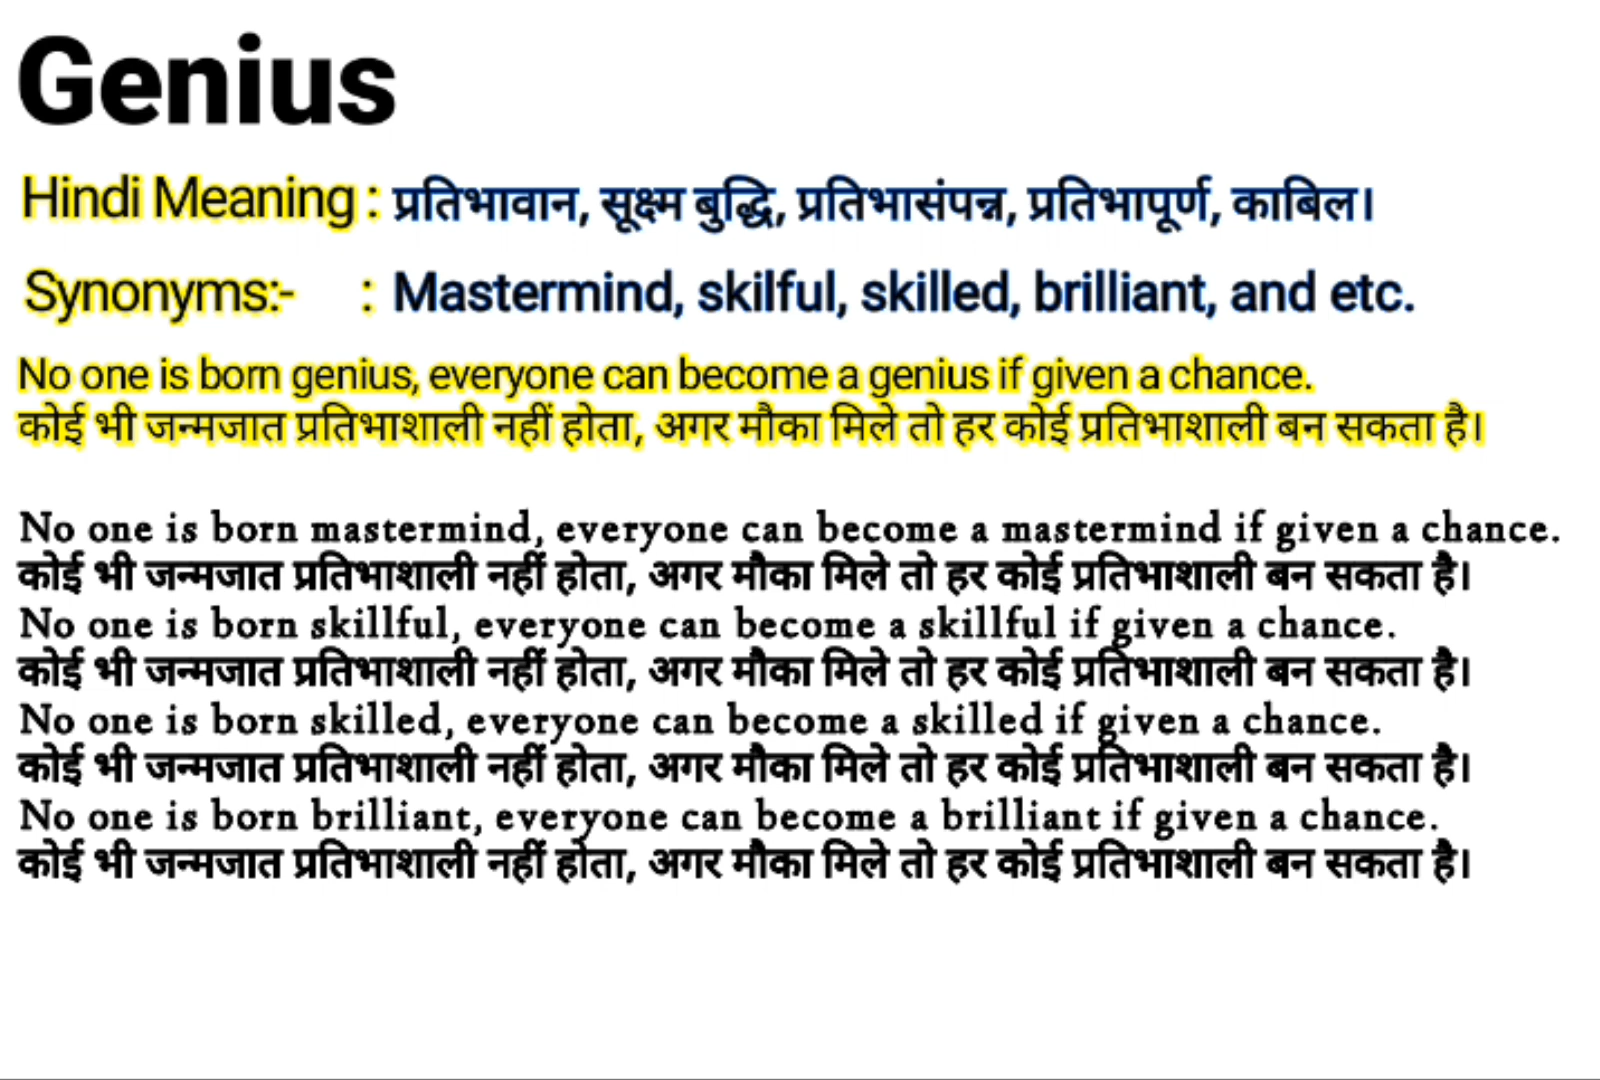 Genius
Hindi Meaning : प्रतिभावान, सूक्ष्म बुद्धि, प्रतिभासंपन्न, प्रतिभापूर्ण, काबिल।
Synonyms:- : Mastermind, skilful, skilled, brilliant, and etc.
No one is born genius, everyone can become a genius if given a chance.
कोई भी जन्मजात प्रतिभाशाली नहीं होता, अगर मौका मिले तो हर कोई प्रतिभाशाली बन सकता है।
No one is born mastermind, everyone can become a mastermind if given a chance.
कोई भी जन्मजात प्रतिभाशाली नहीं होता, अगर मौका मिले तो हर कोई प्रतिभाशाली बन सकता है।
No one is born skillful, everyone can become a skillful if given a chance.
कोई भी जन्मजात प्रतिभाशाली नहीं होता, अगर मौका मिले तो हर कोई प्रतिभाशाली बन सकता है।
No one is born skilled, everyone can become a skilled if given a chance.
कोई भी जन्मजात प्रतिभाशाली नहीं होता, अगर मौका मिले तो हर कोई प्रतिभाशाली बन सकता है।
No one is born brilliant, everyone can become a brilliant if given a chance.
कोई भी जन्मजात प्रतिभाशाली नहीं होता, अगर मौका मिले तो हर कोई प्रतिभाशाली बन सकता है।